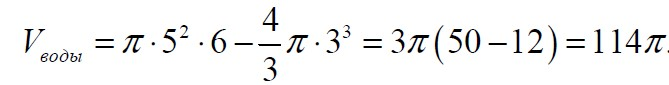 V_воды = π · 5² · 6 − 4/3 π · 3³ = 3π(50 − 12) = 114π.